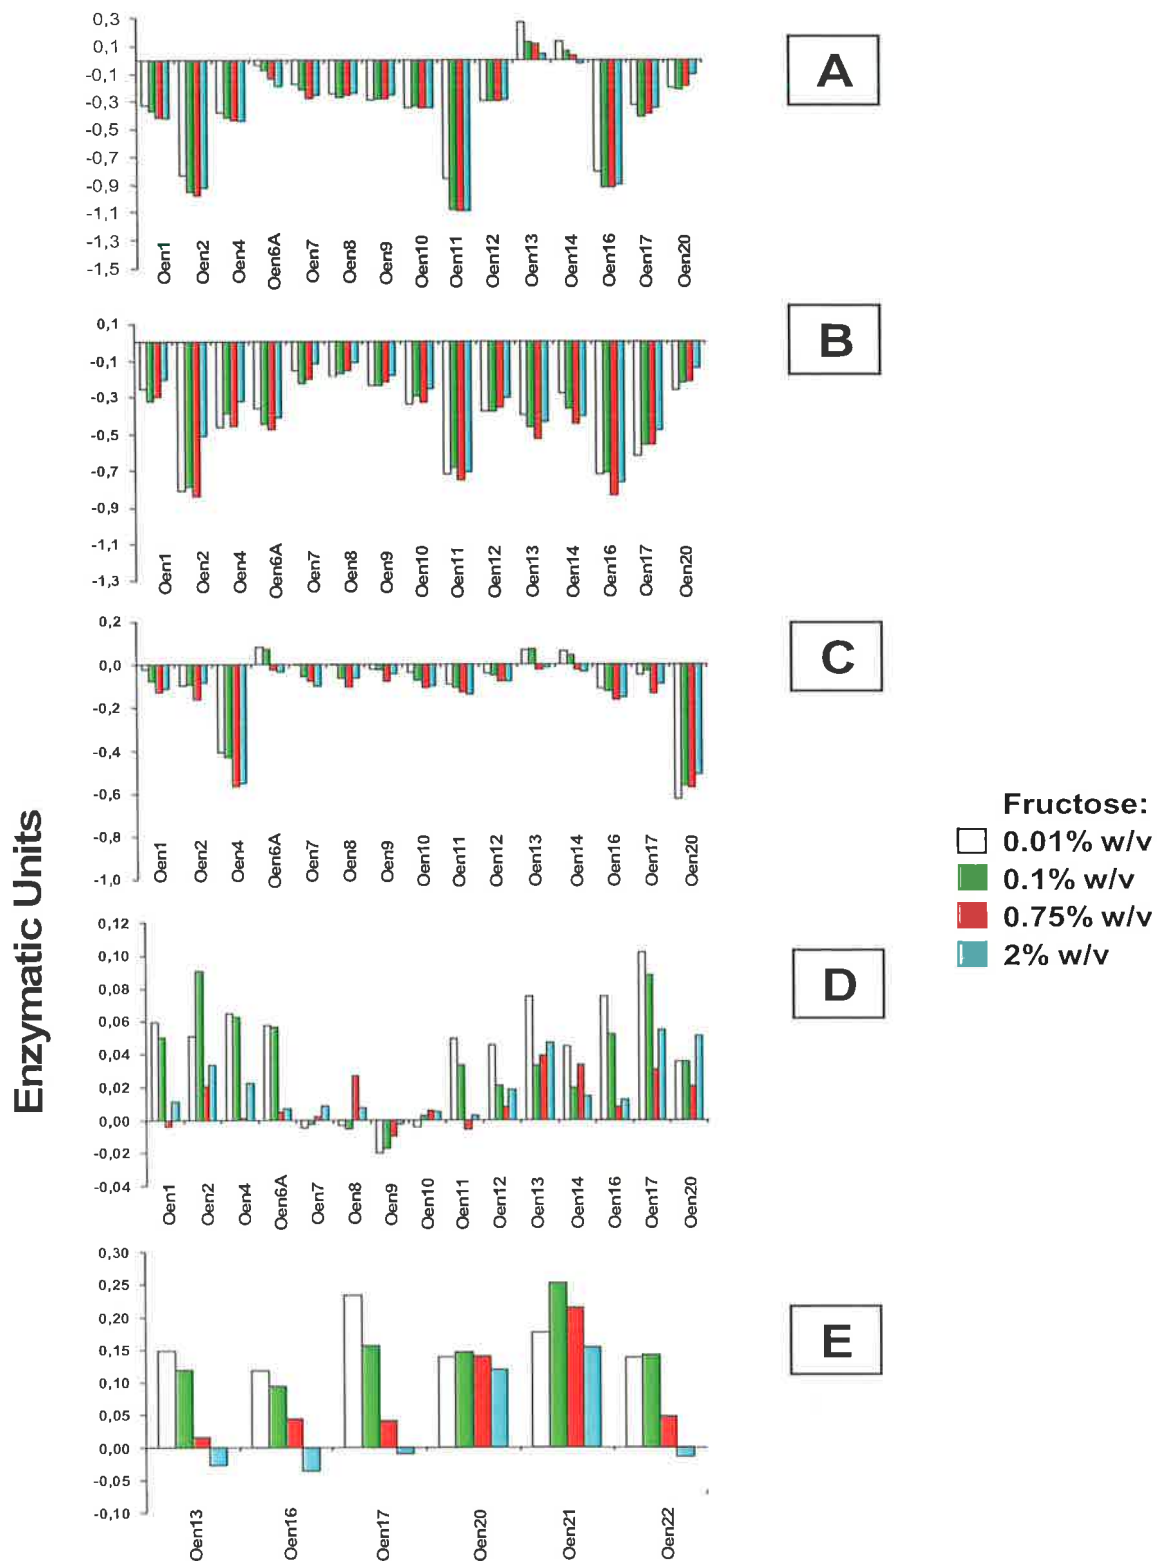 0,3
0,1
-0,1
-0,3
-0,5
-0,7
-0,9
-1,1
-1,3
-1,5
Oen1
Oen2
Oen4
Oen6A
Oen7
Oen8
Oen9
Oen10
Oen11
Oen12
Oen13
Oen14
Oen16
Oen17
Oen20
A
0,1
-0,1
-0,3
-0,5
-0,7
-0,9
-1,1
-1,3
Oen1
Oen2
Oen4
Oen6A
Oen7
Oen8
Oen9
Oen10
Oen11
Oen12
Oen13
Oen14
Oen16
Oen17
Oen20
B
0,2
0,0
-0,2
-0,4
-0,6
-0,8
-1,0
Oen1
Oen2
Oen4
Oen6A
Oen7
Oen8
Oen9
Oen10
Oen11
Oen12
Oen13
Oen14
Oen16
Oen17
Oen20
C
Enzymatic Units
Fructose:
0.01% w/v
0.1% w/v
0.75% w/v
2% w/v
0,12
0,10
0,08
0,06
0,04
0,02
0,00
-0,02
-0,04
Oen1
Oen2
Oen4
Oen6A
Oen7
Oen8
Oen9
Oen10
Oen11
Oen12
Oen13
Oen14
Oen16
Oen17
Oen20
D
0,30
0,25
0,20
0,15
0,10
0,05
0,00
-0,05
-0,10
Oen13
Oen16
Oen17
Oen20
Oen21
Oen22
E